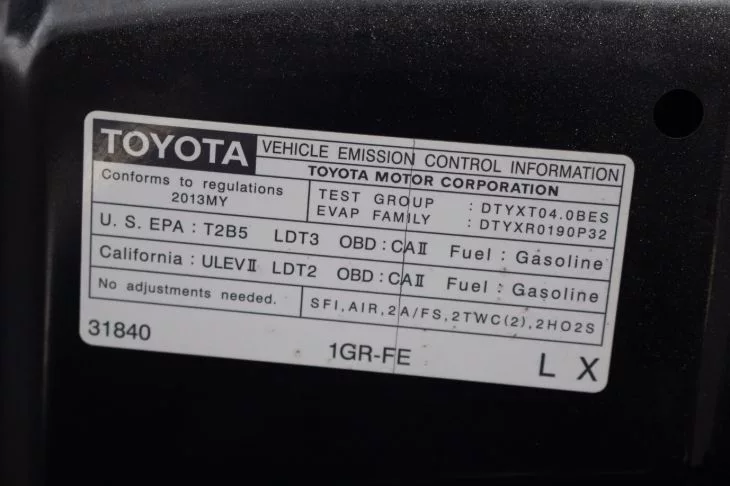 TOYOTA VEHICLE EMISSION CONTROL INFORMATION
TOYOTA MOTOR CORPORATION
Conforms to regulations
2013MY
TEST GROUP : DTYXT04.0BES
EVAP FAMILY : DTYXR0190P32
U. S. EPA : T2B5 LDT3 OBD : CAⅡ Fuel : Gasoline
California : ULEVⅡ LDT2 OBD : CAⅡ Fuel : Gasoline
No adjustments needed.
SFI,AIR,2A/FS,2TWC(2),2HO2S
31840 1GR-FE L X